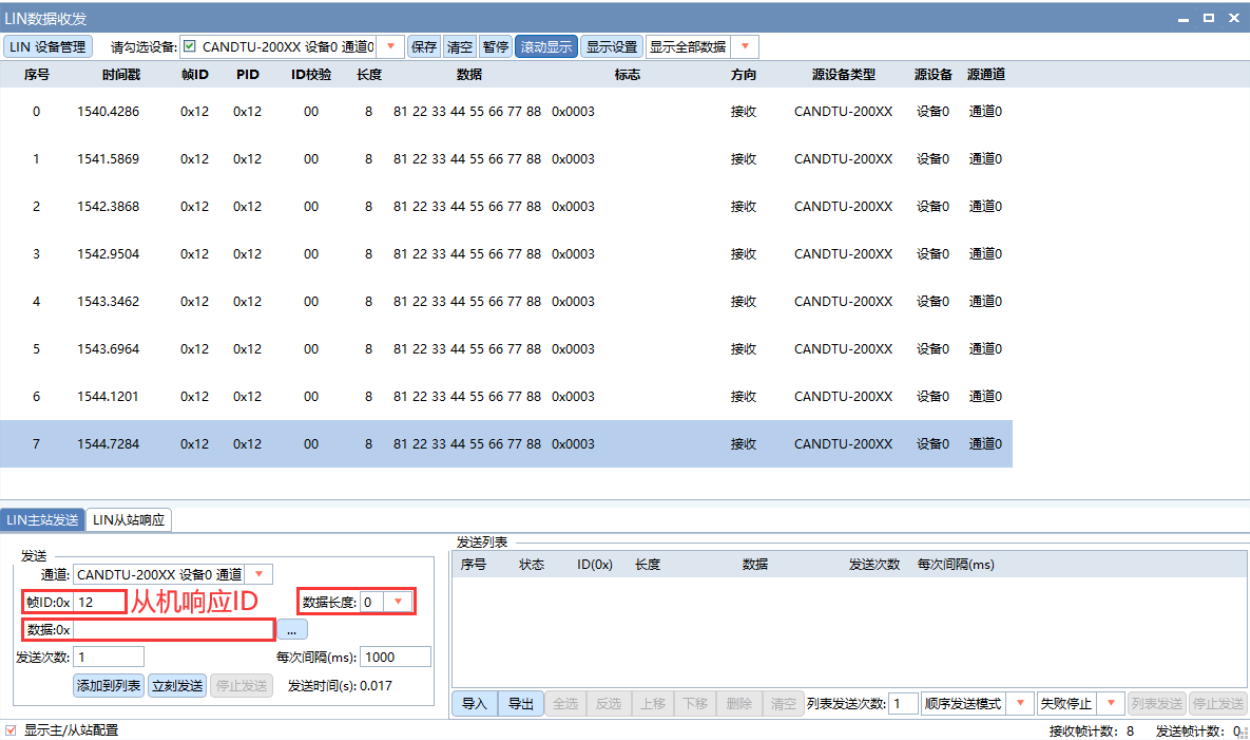 LIN数据收发
LIN 设备管理 请勾选设备: CANDTU-200XX 设备0 通道0 保存 清空 暂停 滚动显示 显示设置 显示全部数据
序号 时间戳 帧ID PID ID校验 长度 数据 标志 方向 源设备类型 源设备 源通道
0 1540.4286 0x12 0x12 00 8 81 22 33 44 55 66 77 88 0x0003 接收 CANDTU-200XX 设备0 通道0
1 1541.5869 0x12 0x12 00 8 81 22 33 44 55 66 77 88 0x0003 接收 CANDTU-200XX 设备0 通道0
2 1542.3868 0x12 0x12 00 8 81 22 33 44 55 66 77 88 0x0003 接收 CANDTU-200XX 设备0 通道0
3 1542.9504 0x12 0x12 00 8 81 22 33 44 55 66 77 88 0x0003 接收 CANDTU-200XX 设备0 通道0
4 1543.3462 0x12 0x12 00 8 81 22 33 44 55 66 77 88 0x0003 接收 CANDTU-200XX 设备0 通道0
5 1543.6964 0x12 0x12 00 8 81 22 33 44 55 66 77 88 0x0003 接收 CANDTU-200XX 设备0 通道0
6 1544.1201 0x12 0x12 00 8 81 22 33 44 55 66 77 88 0x0003 接收 CANDTU-200XX 设备0 通道0
7 1544.7284 0x12 0x12 00 8 81 22 33 44 55 66 77 88 0x0003 接收 CANDTU-200XX 设备0 通道0
LIN主站发送 LIN从站响应
发送
通道: CANDTU-200XX 设备0 通道
帧ID:0x 12 从机响应ID 数据长度: 0
数据:0x ...
发送次数: 1 每次间隔(ms): 1000
添加到列表 立刻发送 停止发送 发送时间(s): 0.017
发送列表
序号 状态 ID(0x) 长度 数据 发送次数 每次间隔(ms)
导入 导出 全选 反选 上移 下移 删除 清空 列表发送次数: 1 顺序发送模式 失败停止 列表发送 停止发送
显示主/从站配置 接收帧计数: 8 发送帧计数: 0